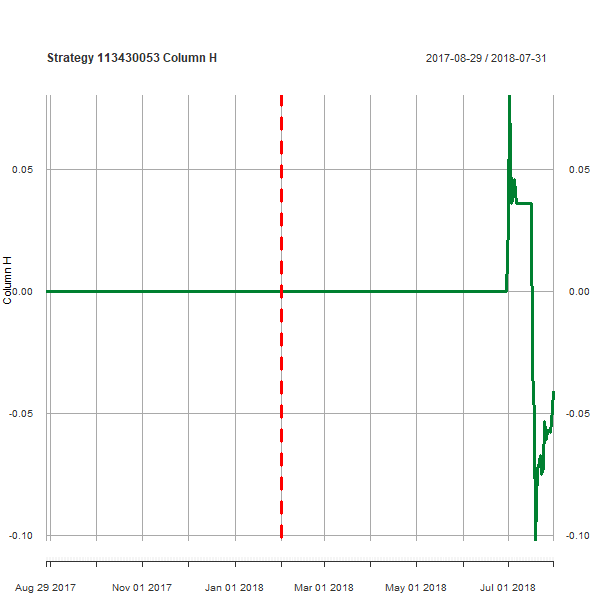 Strategy 113430053 Column H
2017-08-29 / 2018-07-31
0.05
0.05
Column H
0.00
0.00
-0.05
-0.05
-0.10
-0.10
Aug 29 2017
Nov 01 2017
Jan 01 2018
Mar 01 2018
May 01 2018
Jul 01 2018